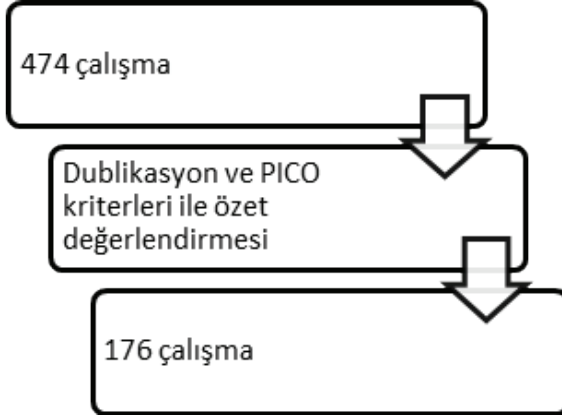 474 çalışma
Dublikasyon ve PICO
kriterleri ile özet
değerlendirmesi
176 çalışma